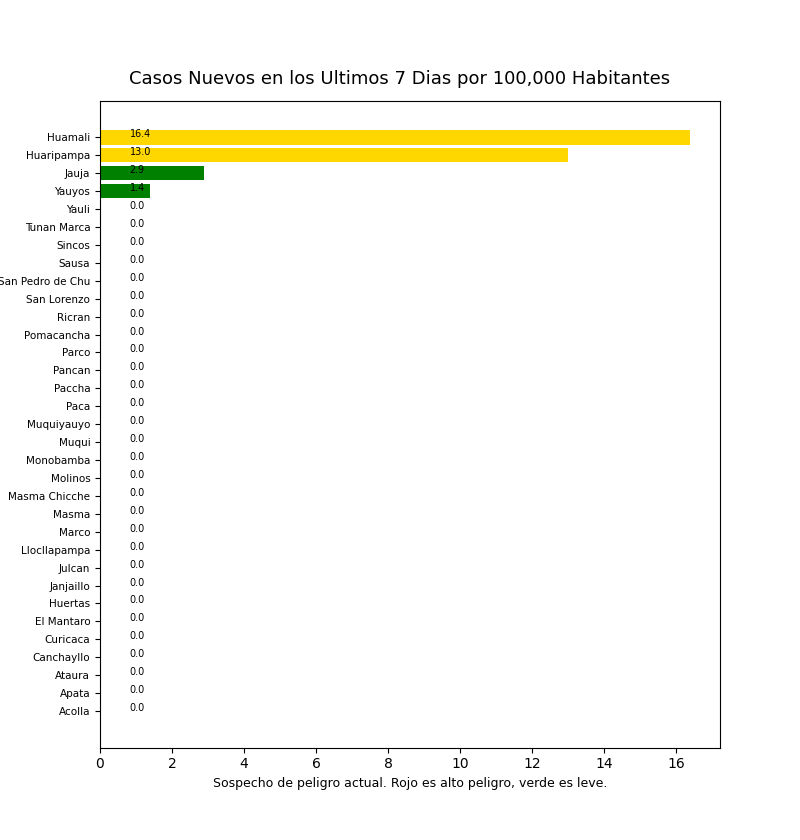 Casos Nuevos en los Ultimos 7 Dias por 100,000 Habitantes
Huamali 16.4
Huaripampa 13.0
Jauja 2.9
Yauyos 1.4
Yauli 0.0
Tunan Marca 0.0
Sincos 0.0
Sausa 0.0
San Pedro de Chu 0.0
San Lorenzo 0.0
Ricran 0.0
Pomacancha 0.0
Parco 0.0
Pancan 0.0
Paccha 0.0
Paca 0.0
Muquiyauyo 0.0
Muqui 0.0
Monobamba 0.0
Molinos 0.0
Masma Chicche 0.0
Masma 0.0
Marco 0.0
Llocllapampa 0.0
Julcan 0.0
Janjaillo 0.0
Huertas 0.0
El Mantaro 0.0
Curicaca 0.0
Canchayllo 0.0
Ataura 0.0
Apata 0.0
Acolla 0.0
0 2 4 6 8 10 12 14 16
Sospecho de peligro actual. Rojo es alto peligro, verde es leve.